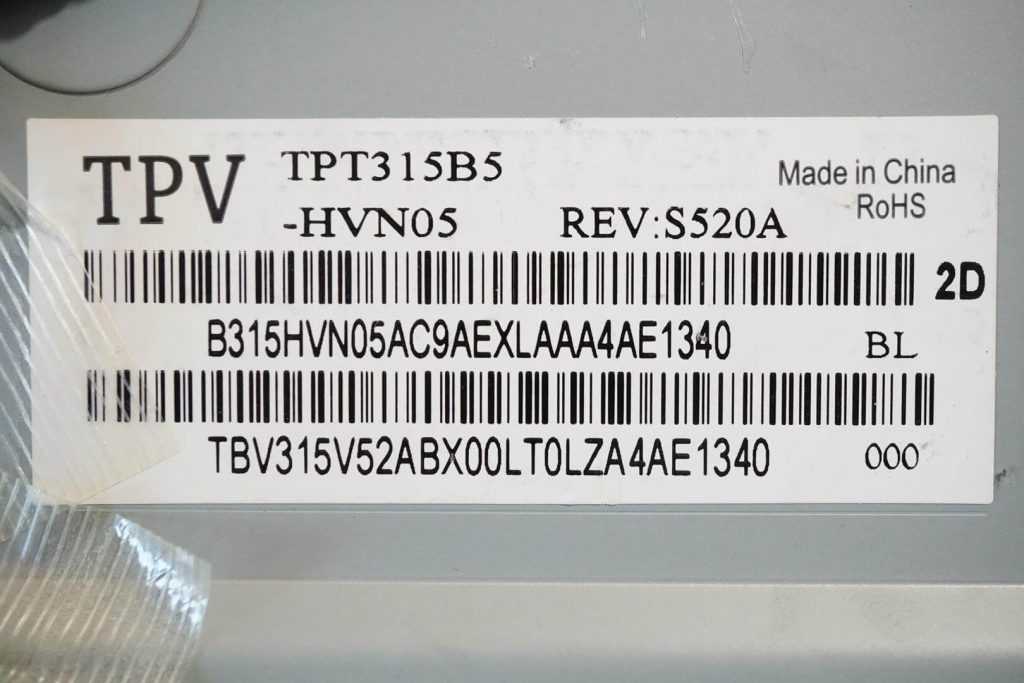 TPV TPT315B5 Made in China
-HVN05 REV:S520A RoHS
2D
B315HVN05AC9AEXLAAA4AE1340 BL
TBV315V52ABX00LT0LZA4AE1340 000